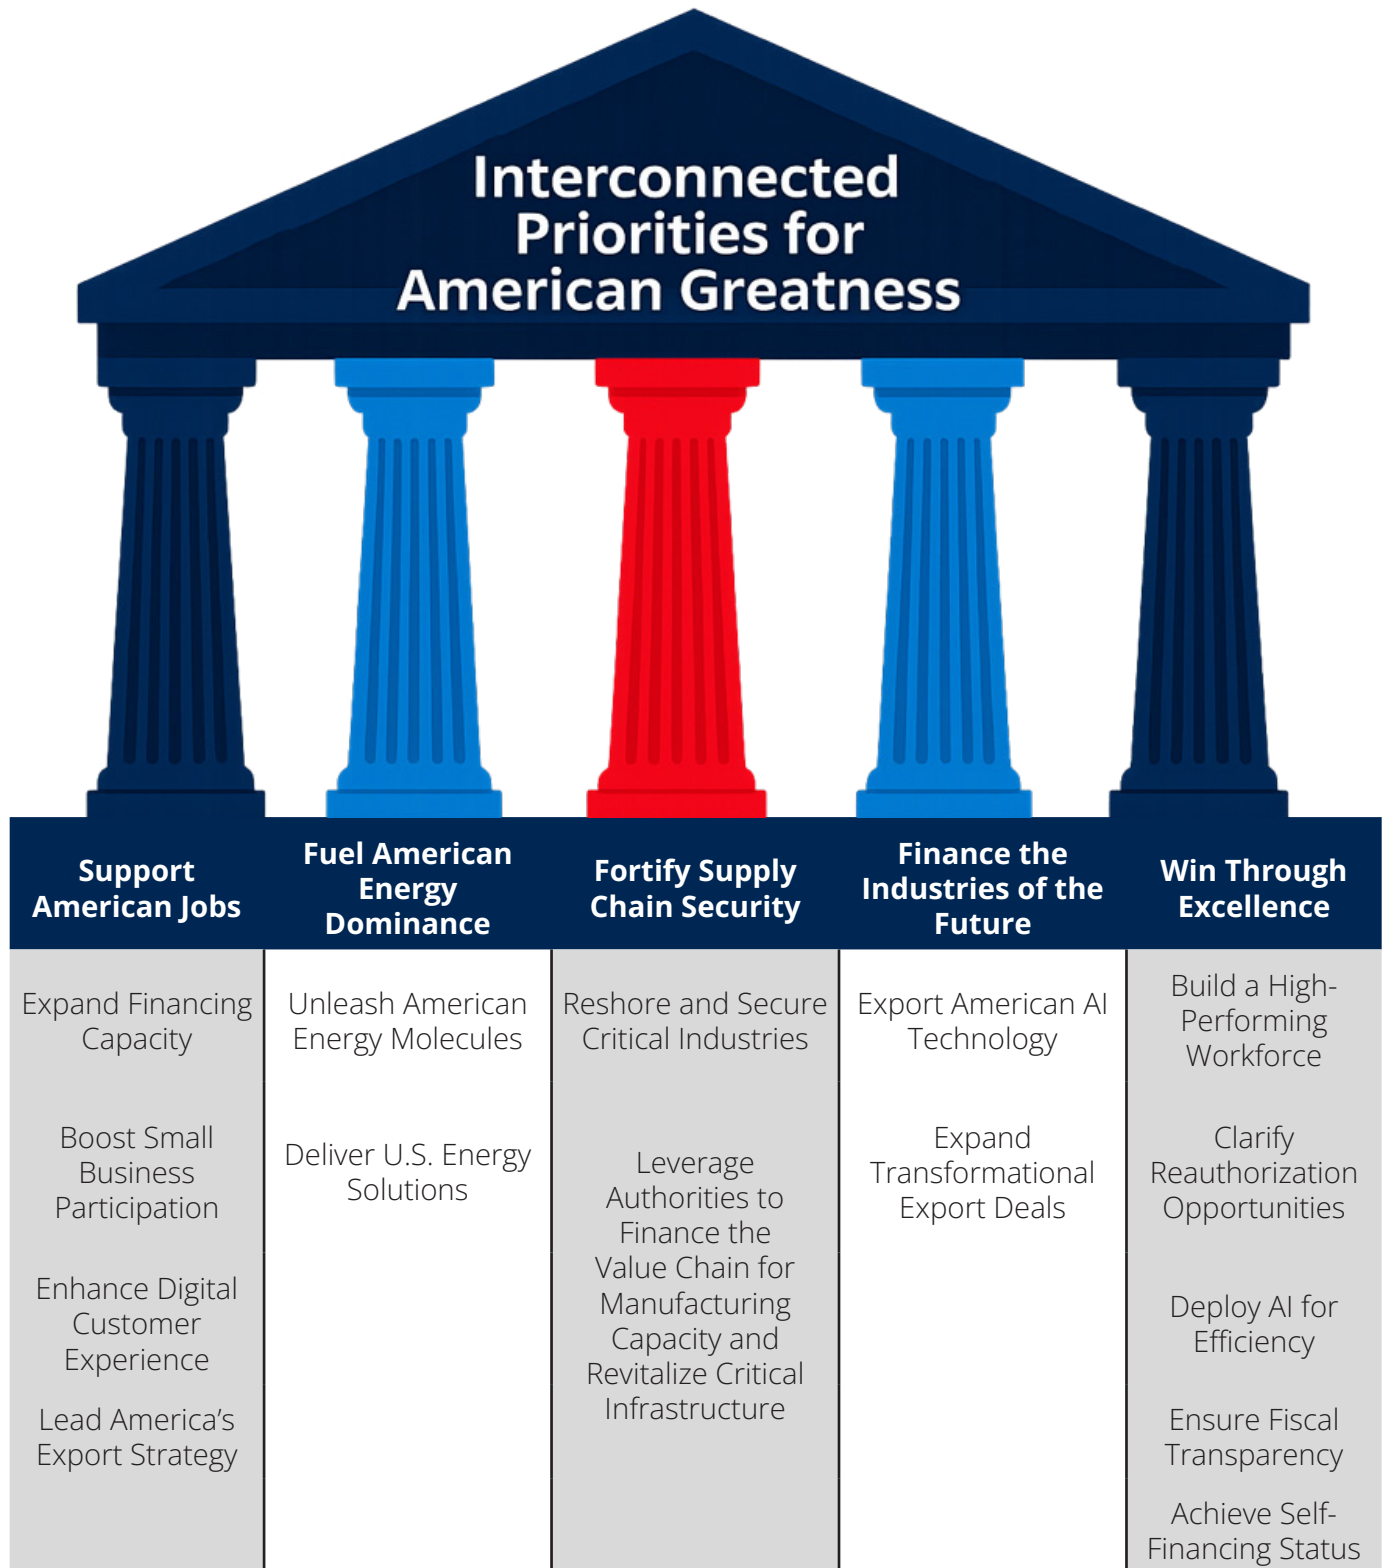 Interconnected
Priorities for
American Greatness
Support
American Jobs
Fuel American
Energy
Dominance
Fortify Supply
Chain Security
Finance the
Industries of the
Future
Win Through
Excellence
Expand Financing
Capacity
Unleash American
Energy Molecules
Reshore and Secure
Critical Industries
Export American AI
Technology
Build a High-
Performing
Workforce
Boost Small
Business
Participation
Deliver U.S. Energy
Solutions
Leverage
Authorities to
Finance the
Value Chain for
Manufacturing
Capacity and
Revitalize Critical
Infrastructure
Expand
Transformational
Export Deals
Clarify
Reauthorization
Opportunities
Enhance Digital
Customer
Experience
Deploy AI for
Efficiency
Lead America’s
Export Strategy
Ensure Fiscal
Transparency
Achieve Self-
Financing Status